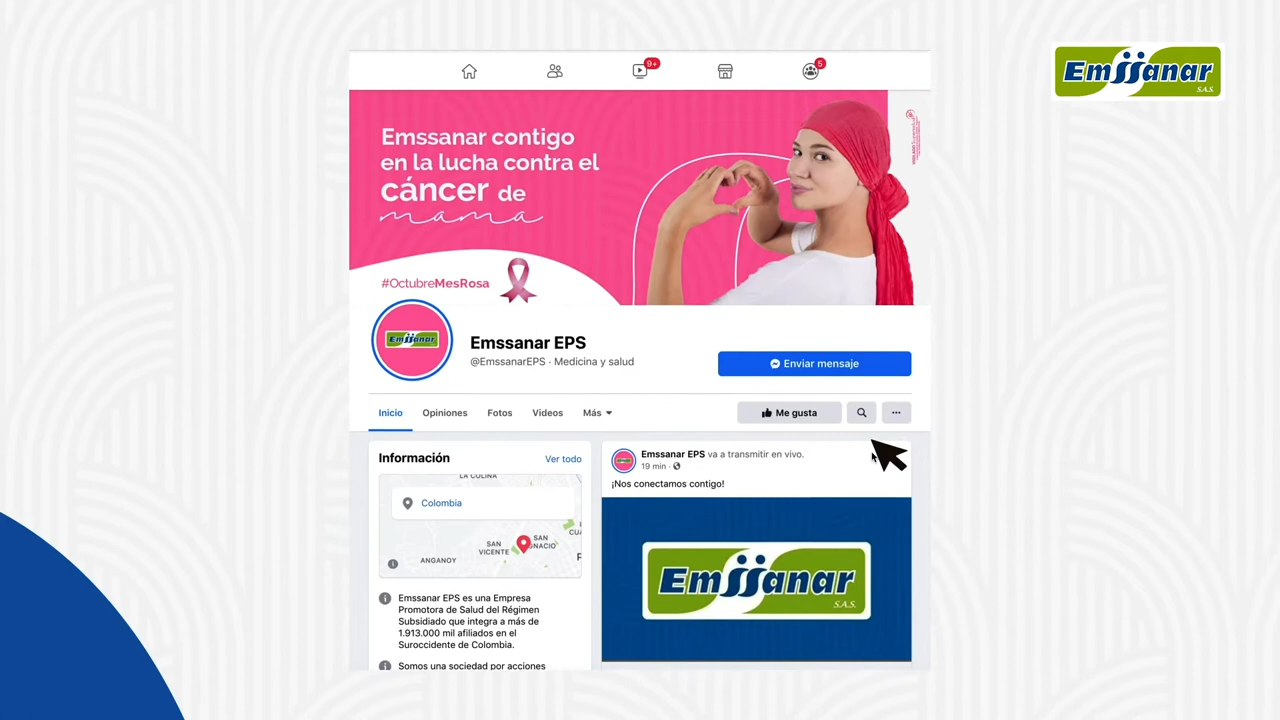 9+
5
Emssanar
S.A.S.
Emssanar contigo
en la lucha contra el
cáncer de
mama
#OctubreMesRosa
Emssanar
Emssanar EPS
@EmssanarEPS · Medicina y salud
Enviar mensaje
Inicio
Opiniones
Fotos
Videos
Más
Me gusta
Información
Ver todo
LA COLINA
Colombia
SAN
VICENTE
SAN
IGNACIO
ANGANOY
Emssanar EPS es una Empresa
Promotora de Salud del Régimen
Subsidiado que integra a más de
1.913.000 mil afiliados en el
Suroccidente de Colombia.
Somos una sociedad por acciones
Emssanar EPS va a transmitir en vivo.
19 min ·
¡Nos conectamos contigo!
Emssanar
S.A.S.